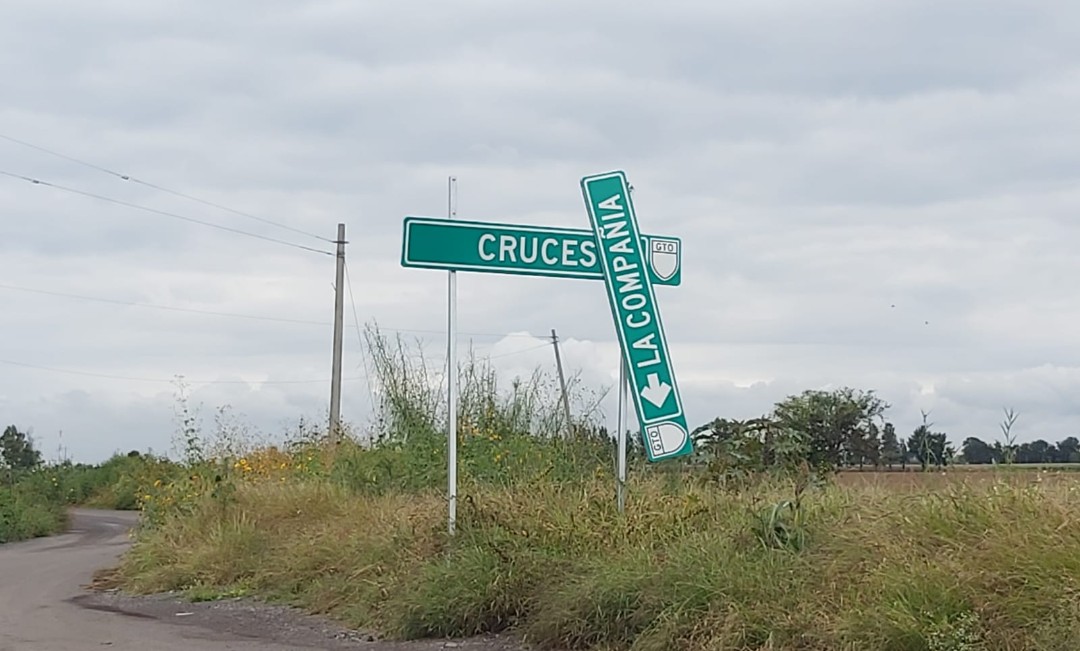 CRUCES
GTO
LA COMPAÑIA
GTO